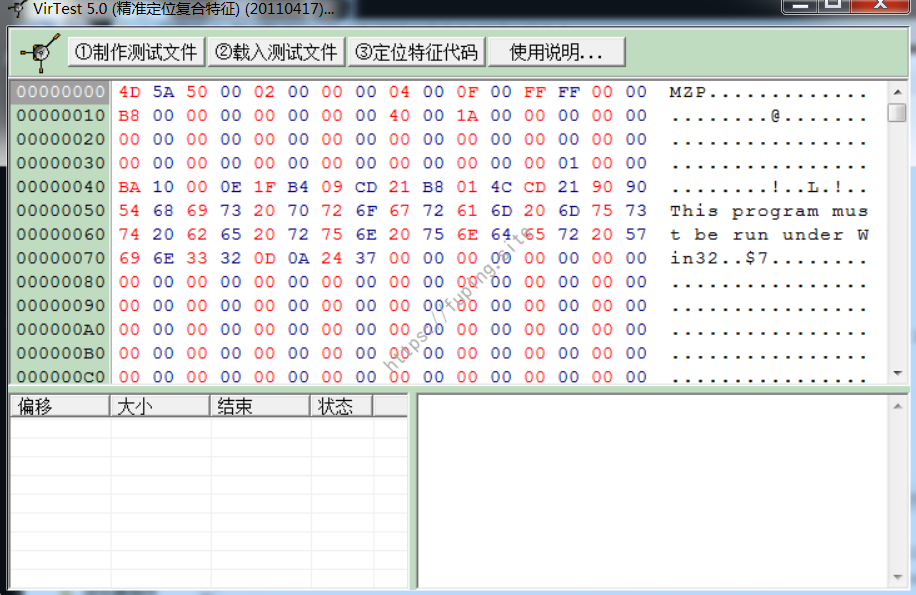 VirTest 5.0 (精准定位复合特征) (20110417)...
①制作测试文件 ②载入测试文件 ③定位特征代码 使用说明...
00000000 4D 5A 50 00 02 00 00 00 04 00 0F 00 FF FF 00 00 MZP.............
00000010 B8 00 00 00 00 00 00 00 40 00 1A 00 00 00 00 00 ........@.......
00000020 00 00 00 00 00 00 00 00 00 00 00 00 00 00 00 00 ................
00000030 00 00 00 00 00 00 00 00 00 00 00 00 00 01 00 00 ................
00000040 BA 10 00 0E 1F B4 09 CD 21 B8 01 4C CD 21 90 90 ........!..L.!..
00000050 54 68 69 73 20 70 72 6F 67 72 61 6D 20 6D 75 73 This program mus
00000060 74 20 62 65 20 72 75 6E 20 75 6E 64 65 72 20 57 t be run under W
00000070 69 6E 33 32 0D 0A 24 37 00 00 00 00 00 00 00 00 in32..$7........
00000080 00 00 00 00 00 00 00 00 00 00 00 00 00 00 00 00 ................
00000090 00 00 00 00 00 00 00 00 00 00 00 00 00 00 00 00 ................
000000A0 00 00 00 00 00 00 00 00 00 00 00 00 00 00 00 00 ................
000000B0 00 00 00 00 00 00 00 00 00 00 00 00 00 00 00 00 ................
000000C0 00 00 00 00 00 00 00 00 00 00 00 00 00 00 00 00 ................
偏移 大小 结束 状态